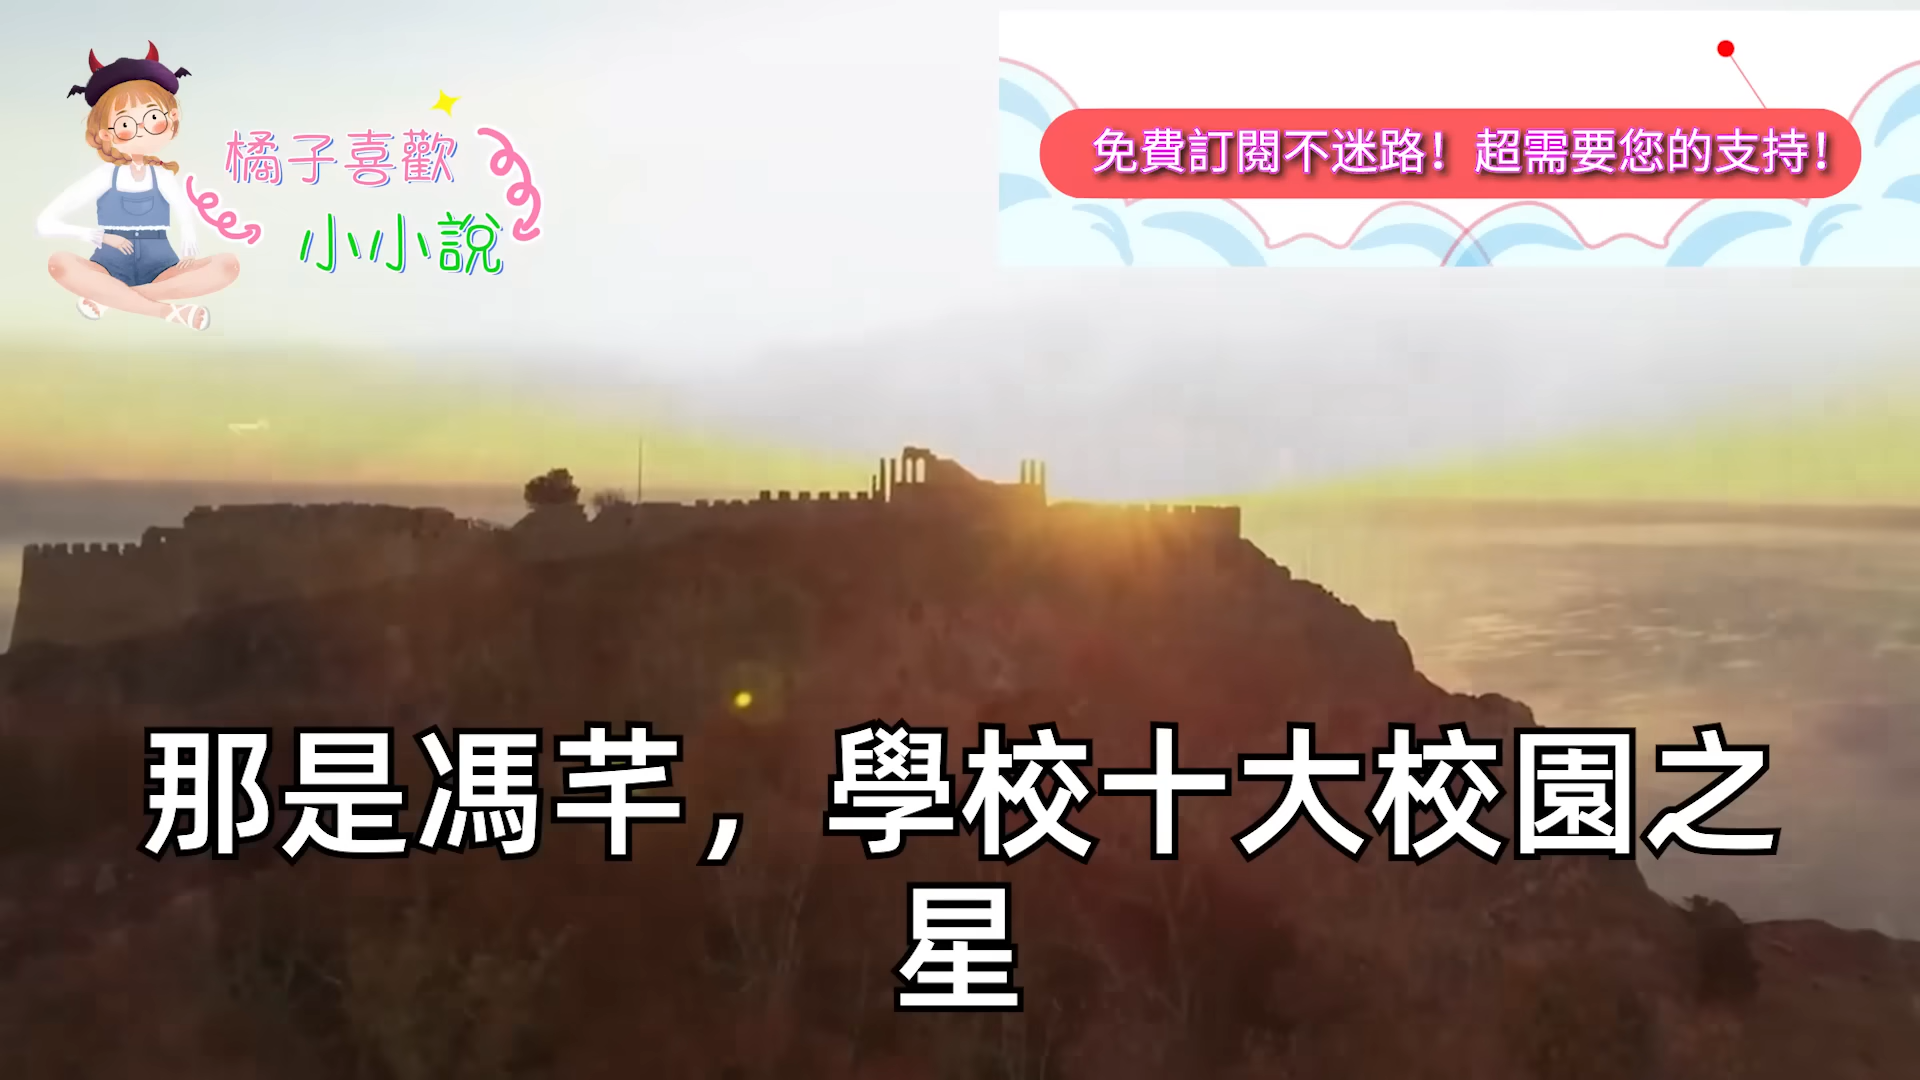 橘子喜歡
小小說
免費訂閱不迷路！超需要您的支持！
那是馮芊，學校十大校園之
星